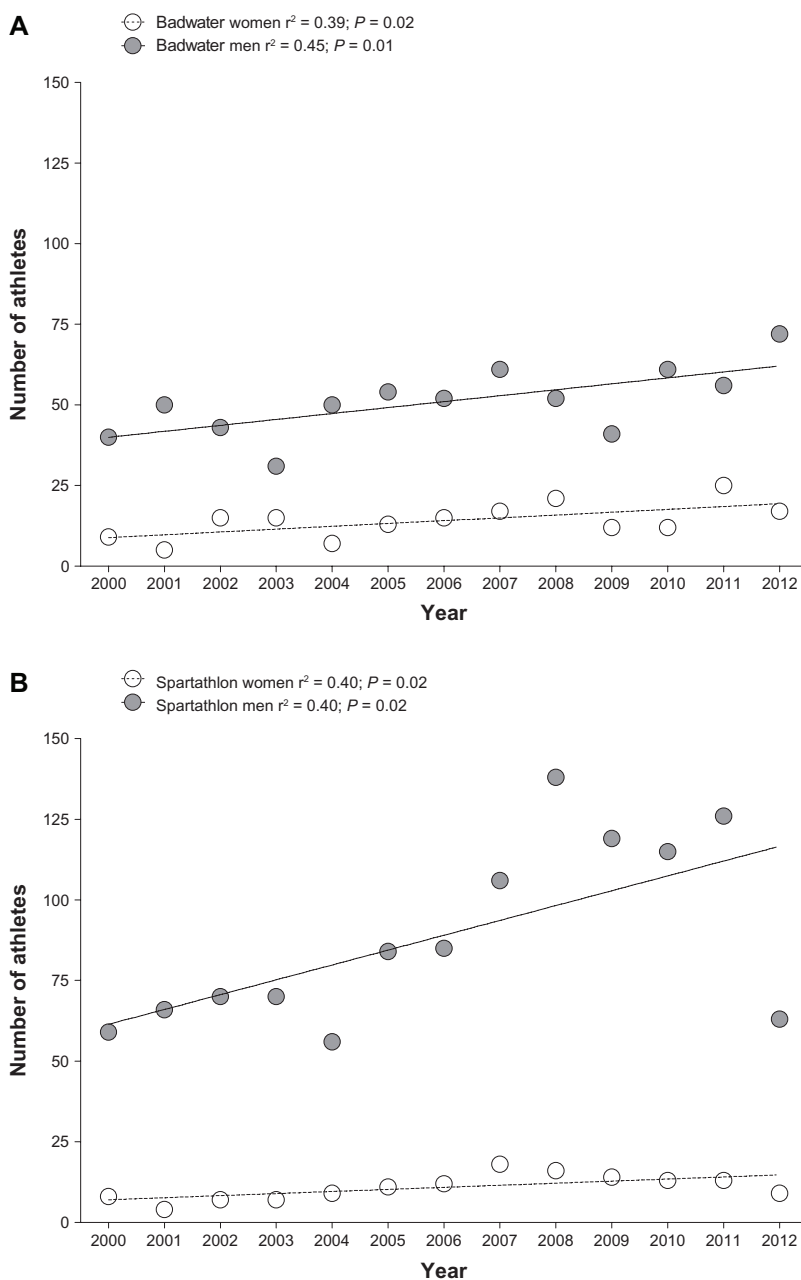 A
Badwater women r² = 0.39; P = 0.02
Badwater men r² = 0.45; P = 0.01
150
125
100
75
50
25
0
Number of athletes
2000 2001 2002 2003 2004 2005 2006 2007 2008 2009 2010 2011 2012
Year
B
Spartathlon women r² = 0.40; P = 0.02
Spartathlon men r² = 0.40; P = 0.02
150
125
100
75
50
25
0
Number of athletes
2000 2001 2002 2003 2004 2005 2006 2007 2008 2009 2010 2011 2012
Year